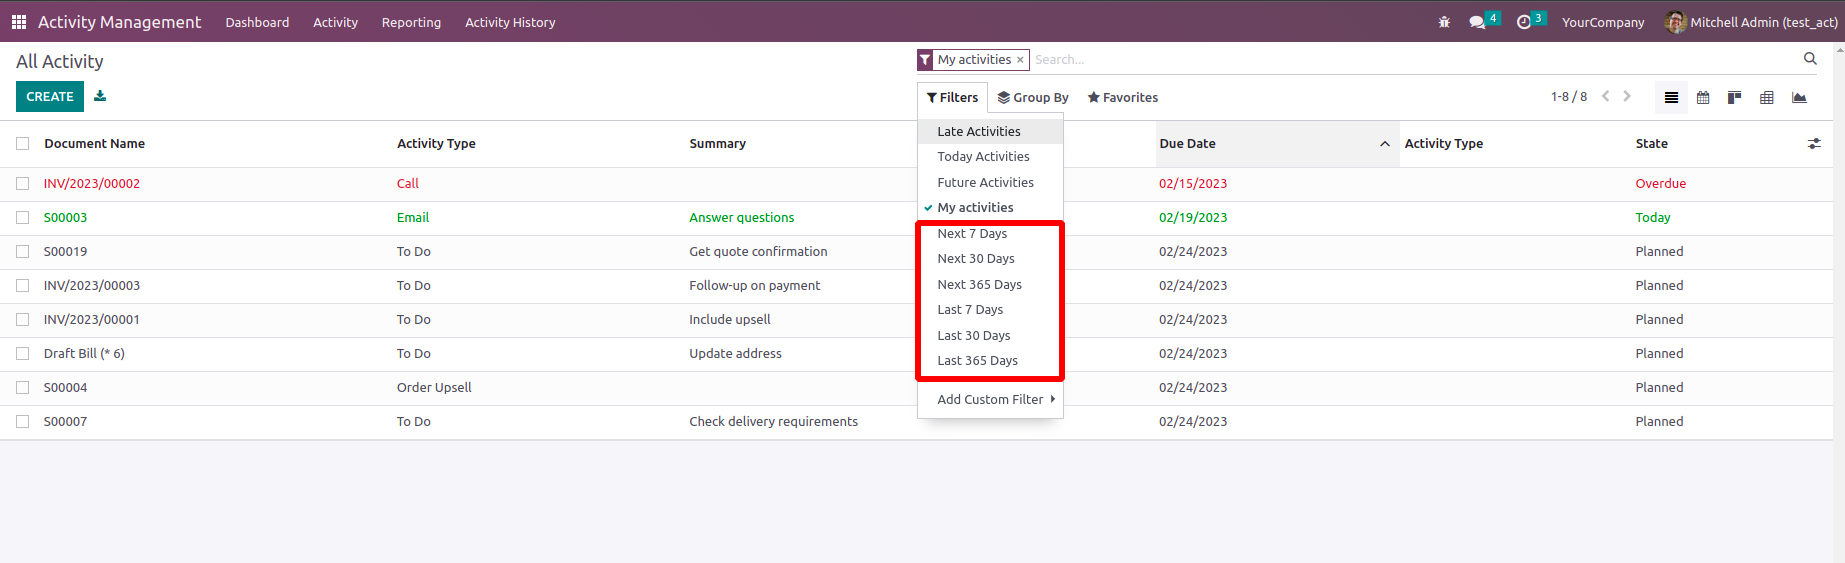 Activity Management Dashboard Activity Reporting Activity History 4 3 YourCompany Mitchell Admin (test_act)
All Activity
My activities × Search...
CREATE
Filters Group By Favorites
1-8 / 8
Late Activities
Today Activities
Future Activities
My activities
Next 7 Days
Next 30 Days
Next 365 Days
Last 7 Days
Last 30 Days
Last 365 Days
Add Custom Filter
Document Name Activity Type Summary Due Date Activity Type State
INV/2023/00002 Call 02/15/2023 Overdue
S00003 Email Answer questions 02/19/2023 Today
S00019 To Do Get quote confirmation 02/24/2023 Planned
INV/2023/00003 To Do Follow-up on payment 02/24/2023 Planned
INV/2023/00001 To Do Include upsell 02/24/2023 Planned
Draft Bill (* 6) To Do Update address 02/24/2023 Planned
S00004 Order Upsell 02/24/2023 Planned
S00007 To Do Check delivery requirements 02/24/2023 Planned